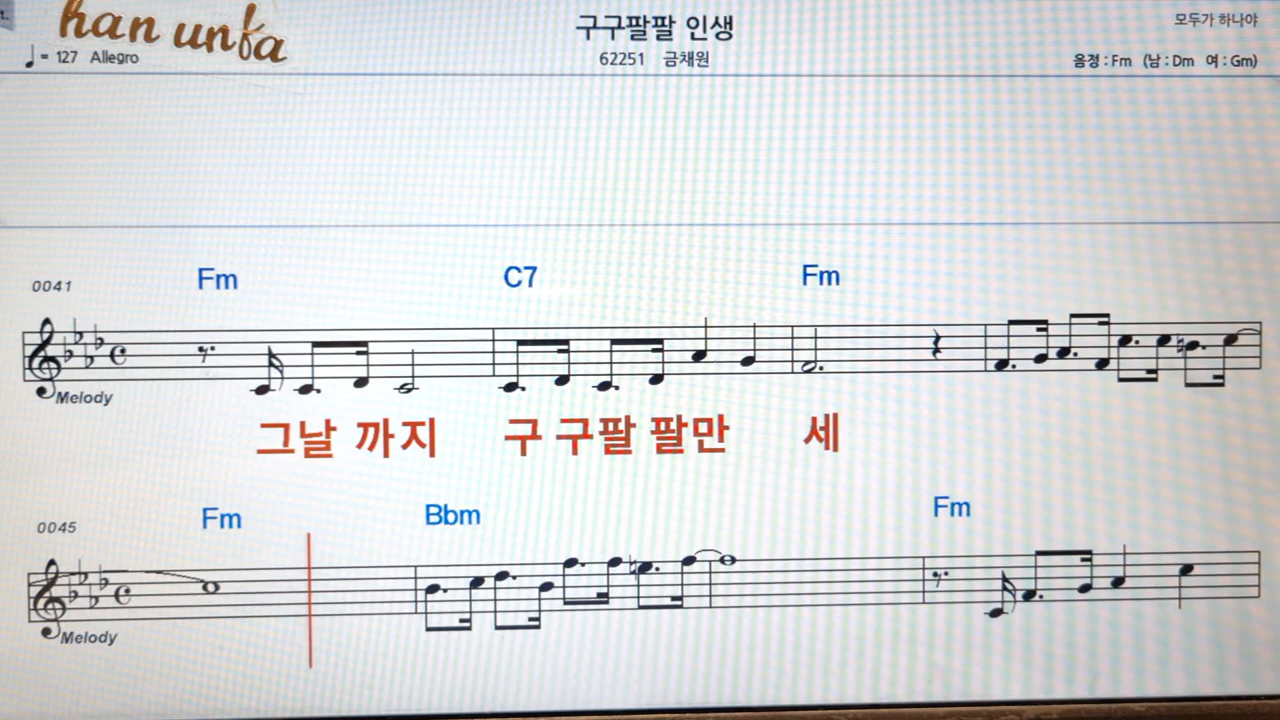 han unfa
구구팔팔 인생
모두가 하나야
♩= 127 Allegro
62251 금채원
음정 : Fm (남 : Dm 여 : Gm)
0041 Fm C7 Fm
Melody
그날 까지 구 구팔 팔만 세
0045 Fm Bbm Fm
Melody